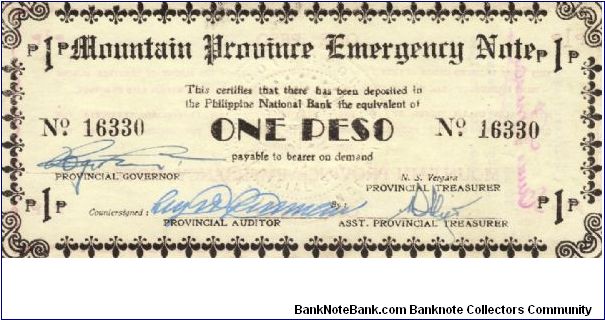 ₱1₱ Mountain Province Emergency Note ₱1₱
This certifies that there has been deposited in
the Philippine National Bank the equivalent of
Nº 16330 ONE PESO Nº 16330
payable to bearer on demand
PROVINCIAL GOVERNOR
N. S. Vergara
PROVINCIAL TREASURER
₱1₱ Countersigned: By: ₱1₱
PROVINCIAL AUDITOR ASST. PROVINCIAL TREASURER
BankNoteBank.com Banknote Collectors Community